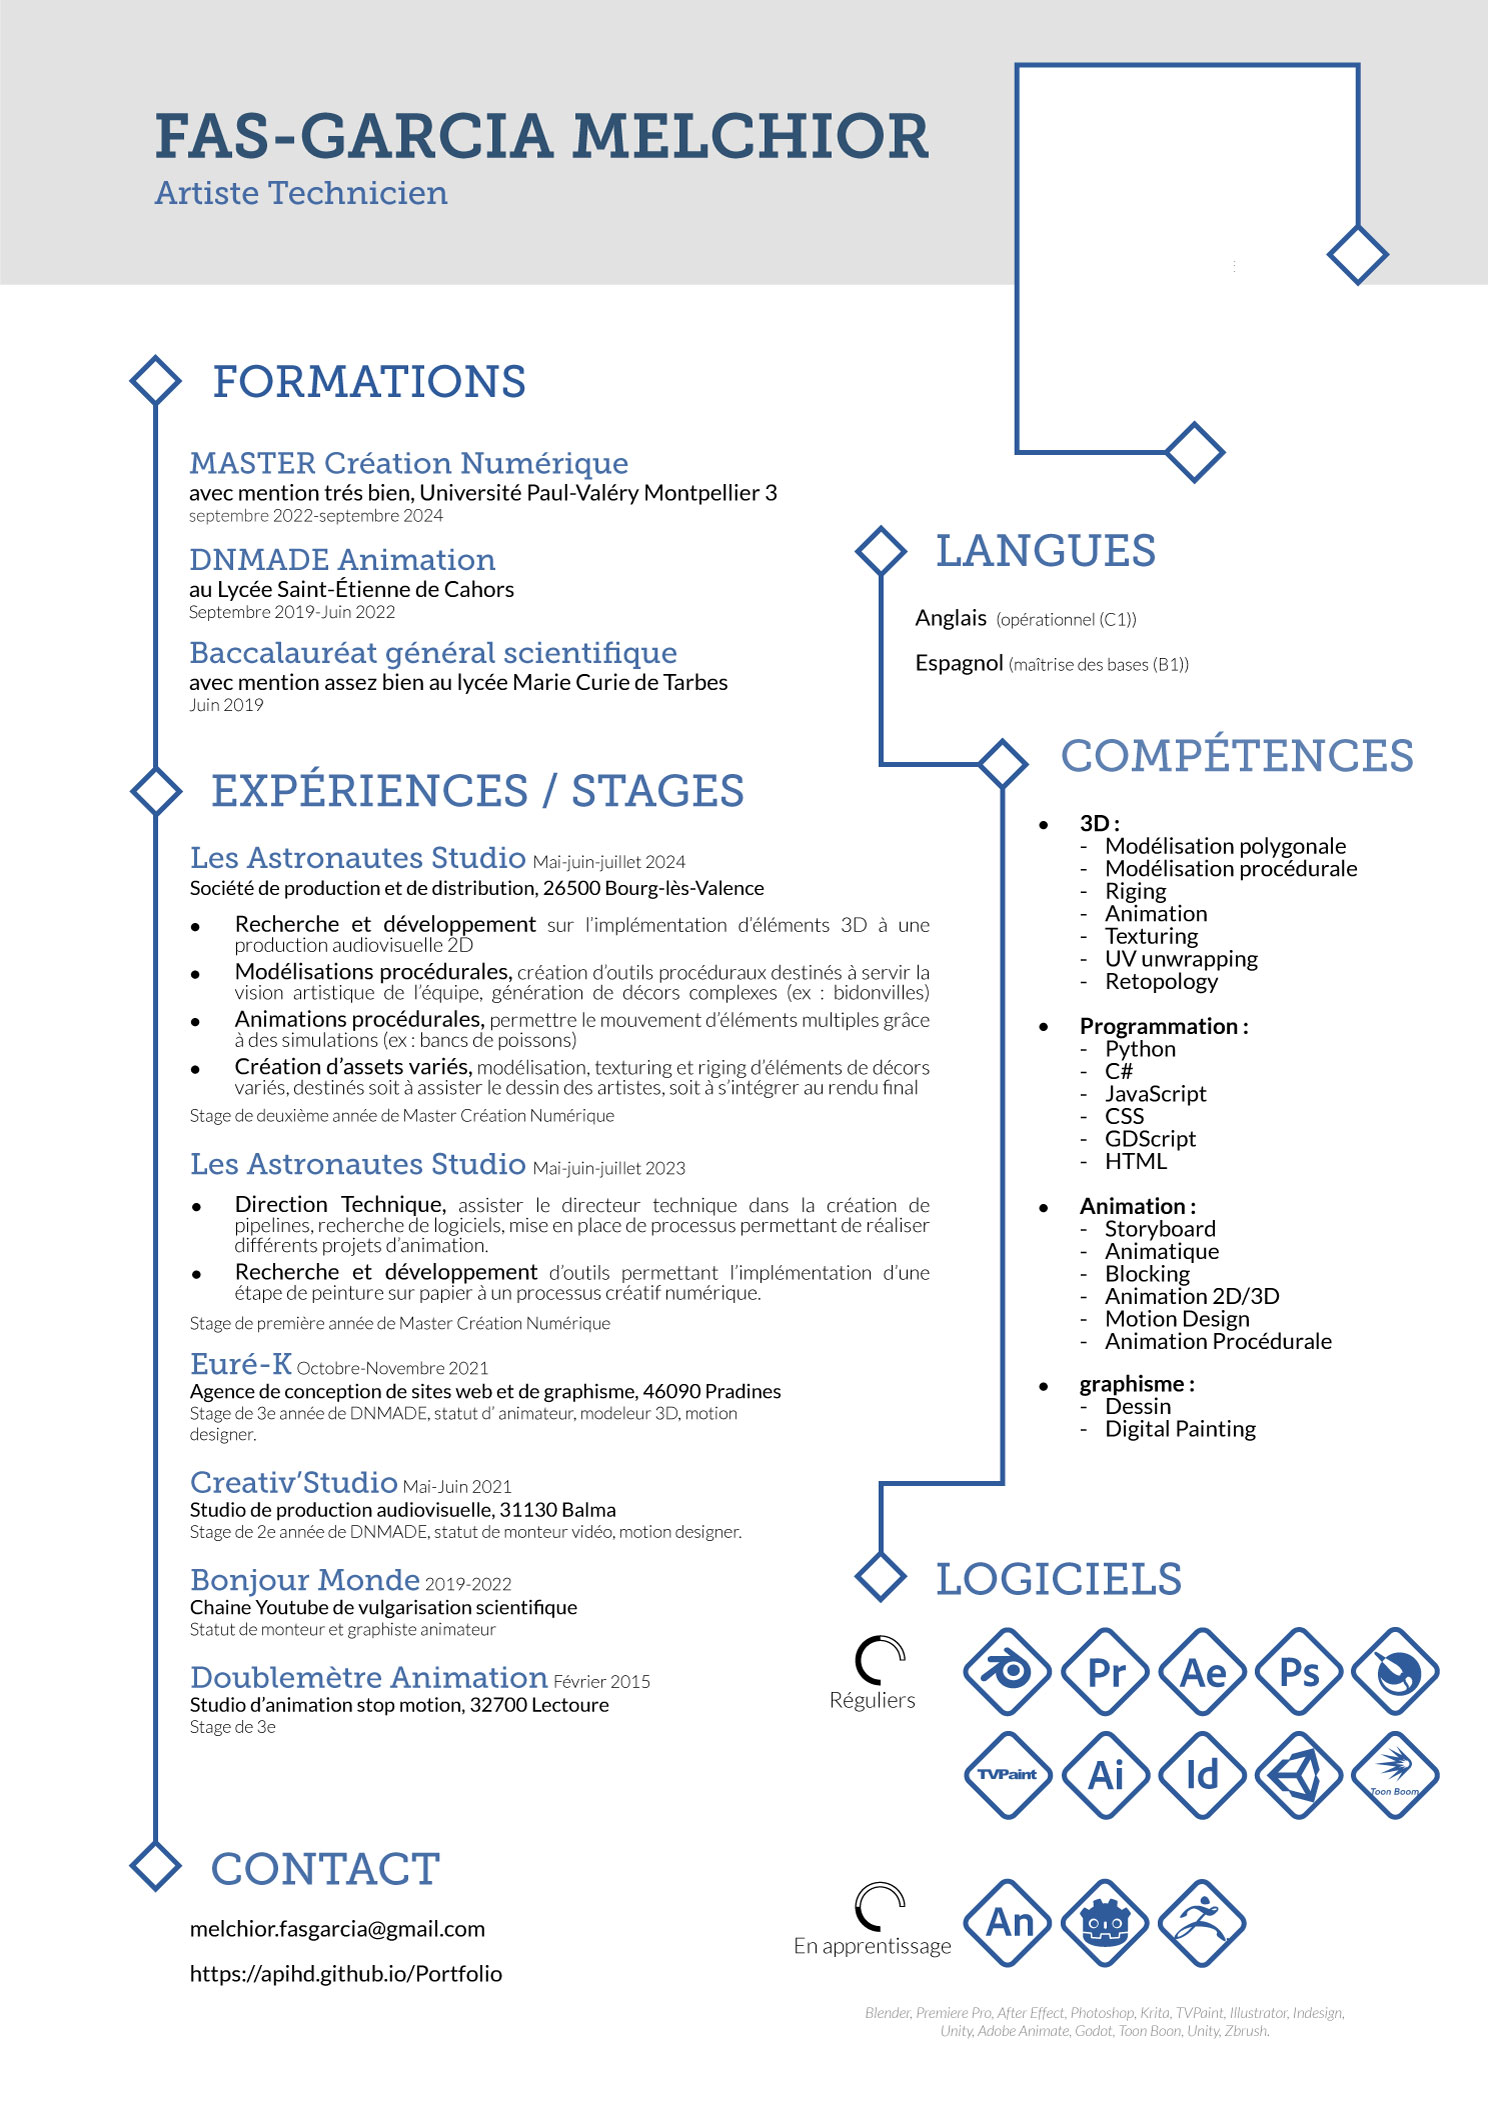 FAS-GARCIA MELCHIOR
Artiste Technicien
FORMATIONS
MASTER Création Numérique
avec mention trés bien, Université Paul-Valéry Montpellier 3
septembre 2022-septembre 2024
DNMADE Animation
au Lycée Saint-Étienne de Cahors
Septembre 2019-Juin 2022
Baccalauréat général scientifique
avec mention assez bien au lycée Marie Curie de Tarbes
Juin 2019
EXPÉRIENCES / STAGES
Les Astronautes Studio Mai-juin-juillet 2024
Société de production et de distribution, 26500 Bourg-lès-Valence
• Recherche et développement sur l'implémentation d'éléments 3D à une
production audiovisuelle 2D
• Modélisations procédurales, création d'outils procéduraux destinés à servir la
vision artistique de l'équipe, génération de décors complexes (ex : bidonvilles)
• Animations procédurales, permettre le mouvement d'éléments multiples grâce
à des simulations (ex : bancs de poissons)
• Création d'assets variés, modélisation, texturing et riging d'éléments de décors
variés, destinés soit à assister le dessin des artistes, soit à s'intégrer au rendu final
Stage de deuxième année de Master Création Numérique
Les Astronautes Studio Mai-juin-juillet 2023
• Direction Technique, assister le directeur technique dans la création de
pipelines, recherche de logiciels, mise en place de processus permettant de réaliser
différents projets d'animation.
• Recherche et développement d'outils permettant l'implémentation d'une
étape de peinture sur papier à un processus créatif numérique.
Stage de première année de Master Création Numérique
Euré-K Octobre-Novembre 2021
Agence de conception de sites web et de graphisme, 46090 Pradines
Stage de 3e année de DNMADE, statut d' animateur, modeleur 3D, motion
designer.
Creativ'Studio Mai-Juin 2021
Studio de production audiovisuelle, 31130 Balma
Stage de 2e année de DNMADE, statut de monteur vidéo, motion designer.
Bonjour Monde 2019-2022
Chaine Youtube de vulgarisation scientifique
Statut de monteur et graphiste animateur
Doublemètre Animation Février 2015
Studio d'animation stop motion, 32700 Lectoure
Stage de 3e
CONTACT
melchior.fasgarcia@gmail.com
https://apihd.github.io/Portfolio
LANGUES
Anglais (opérationnel (C1))
Espagnol (maîtrise des bases (B1))
COMPÉTENCES
• 3D :
- Modélisation polygonale
- Modélisation procédurale
- Riging
- Animation
- Texturing
- UV unwrapping
- Retopology
• Programmation :
- Python
- C#
- JavaScript
- CSS
- GDScript
- HTML
• Animation :
- Storyboard
- Animatique
- Blocking
- Animation 2D/3D
- Motion Design
- Animation Procédurale
• graphisme :
- Dessin
- Digital Painting
LOGICIELS
Réguliers
Pr Ae Ps
TVPaint Ai Id Toon Boom
En apprentissage
An
Blender, Premiere Pro, After Effect, Photoshop, Krita, TVPaint, Illustrator, Indesign,
Unity, Adobe Animate, Godot, Toon Boon, Unity, Zbrush.